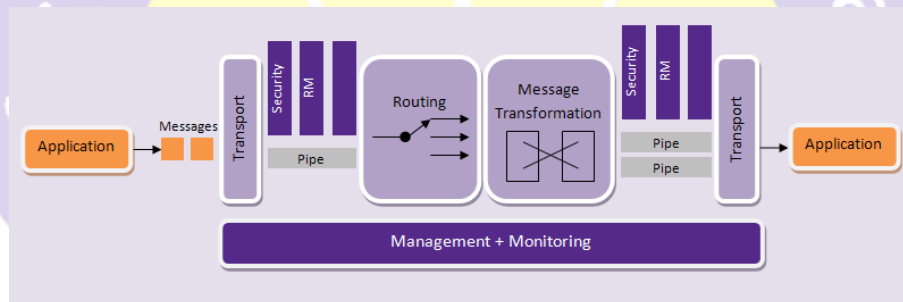 Application
Messages
Transport
Security
RM
Pipe
Routing
Message
Transformation
Security
RM
Pipe
Pipe
Transport
Application
Management + Monitoring